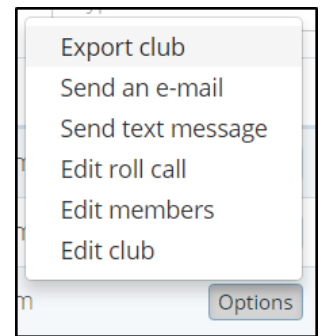 Export club
Send an e-mail
Send text message
Edit roll call
Edit members
Edit club
m Options